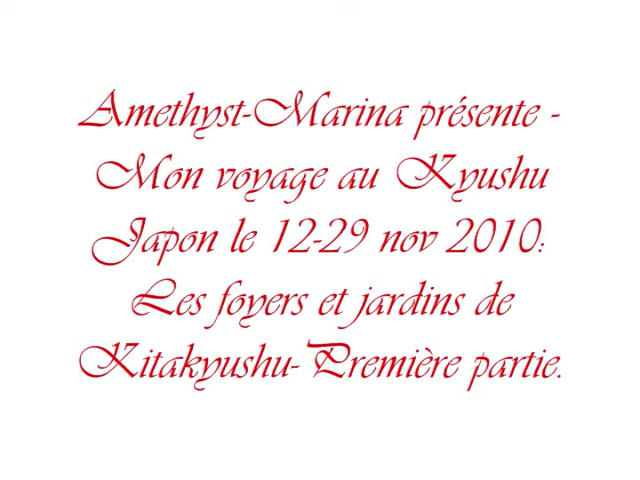 Amethyst-Marina présente -
Mon voyage au Kyushu
Japon le 12-29 nov 2010:
Les foyers et jardins de
Kitakyushu-Première partie.